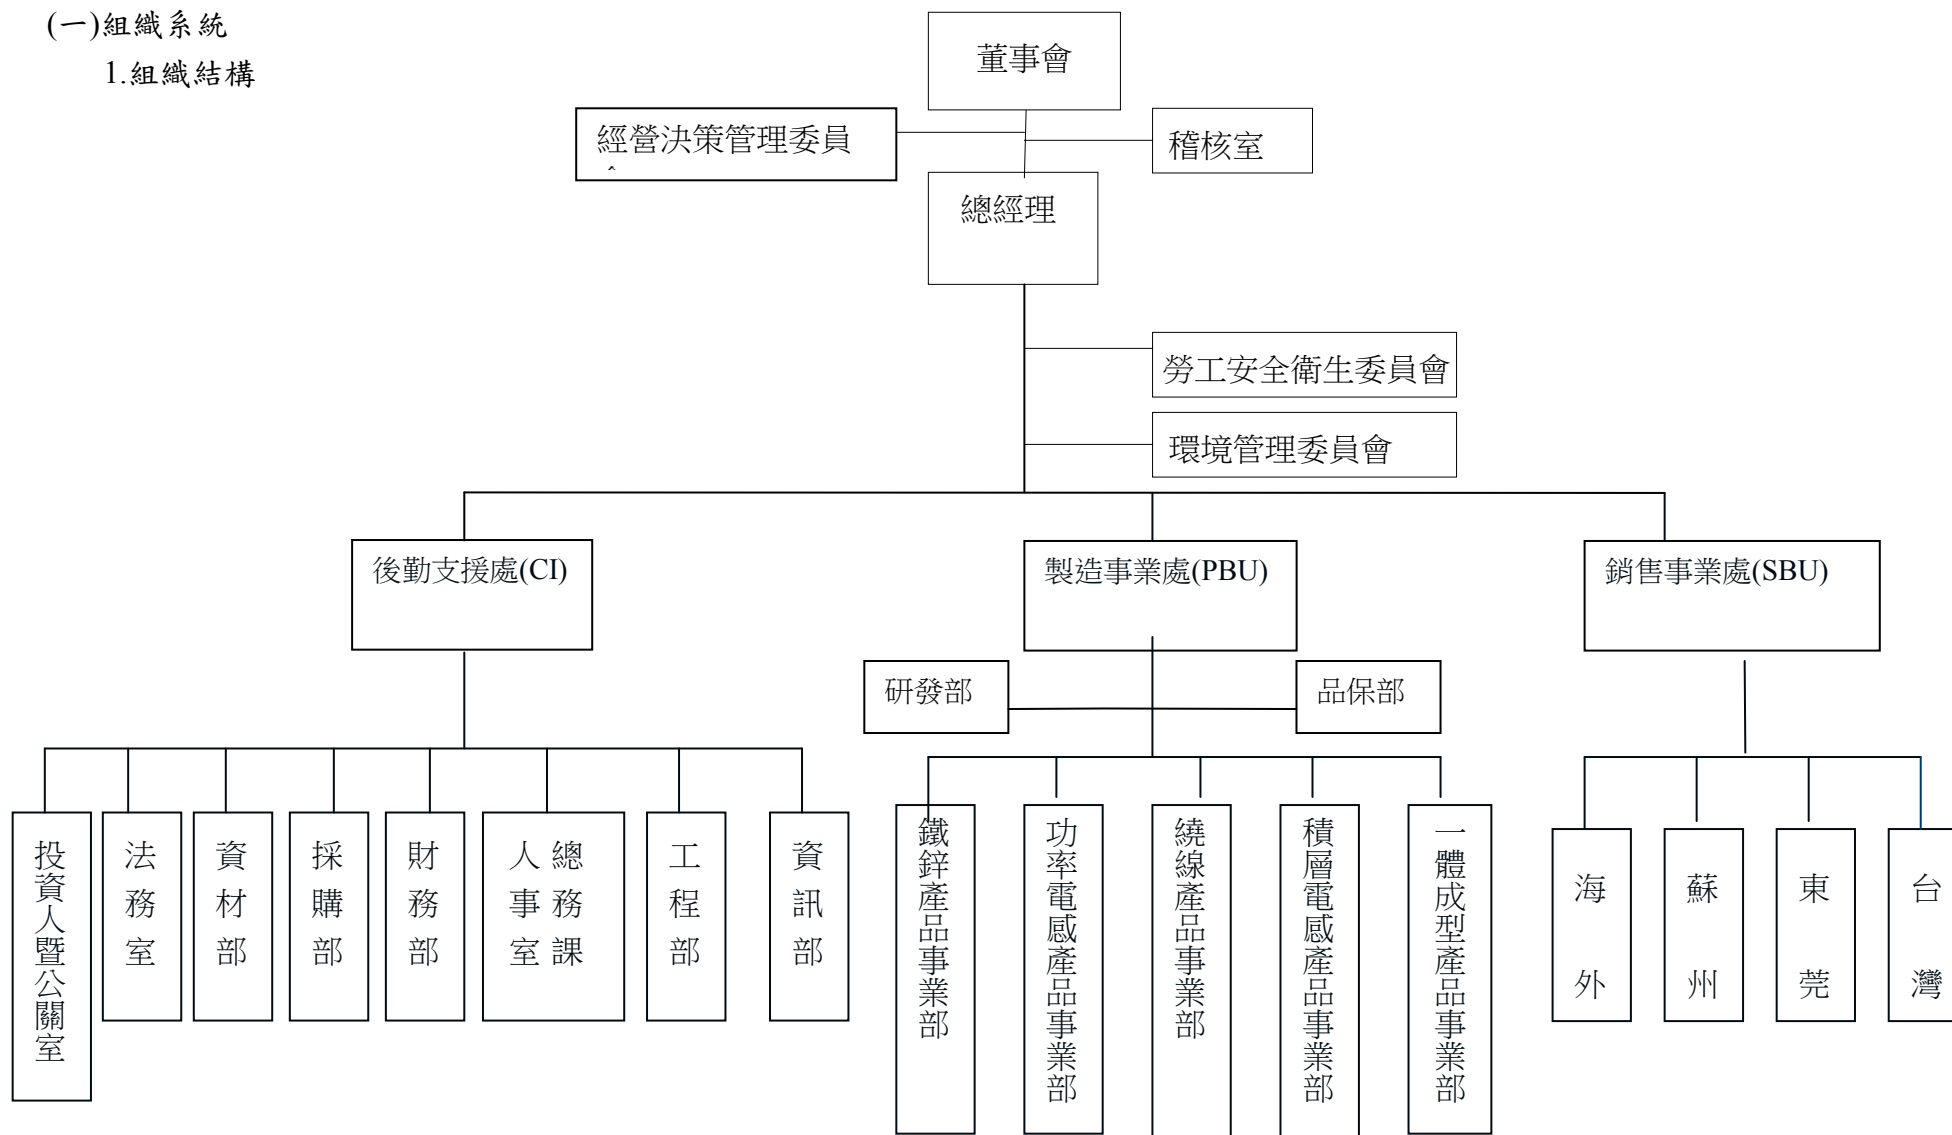 (一)組織系統
1.組織結構
董事會
經營決策管理委員
稽核室
總經理
勞工安全衛生委員會
環境管理委員會
後勤支援處(CI)
製造事業處(PBU)
銷售事業處(SBU)
研發部
品保部
投資人暨公關室
法務室
資材部
採購部
財務部
總務課
人事室
工程部
資訊部
鐵鋅產品事業部
功率電感產品事業部
繞線產品事業部
積層電感產品事業部
一體成型產品事業部
海外
蘇州
東莞
台灣